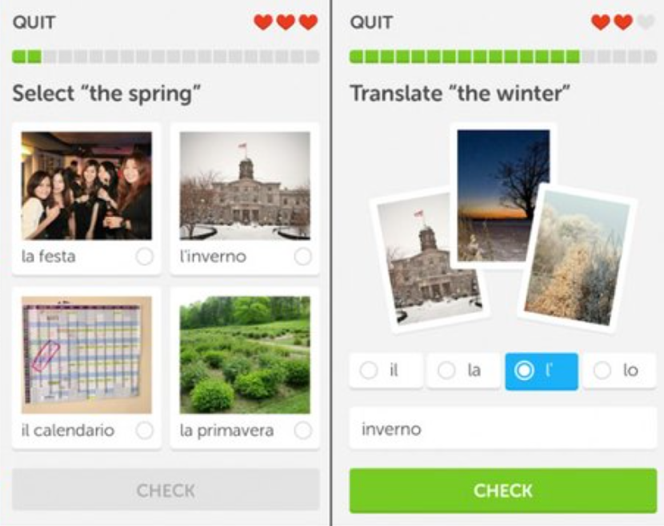 QUIT
Select “the spring”
la festa
l'inverno
il calendario
la primavera
CHECK
QUIT
Translate “the winter”
il
la
l'
lo
inverno
CHECK